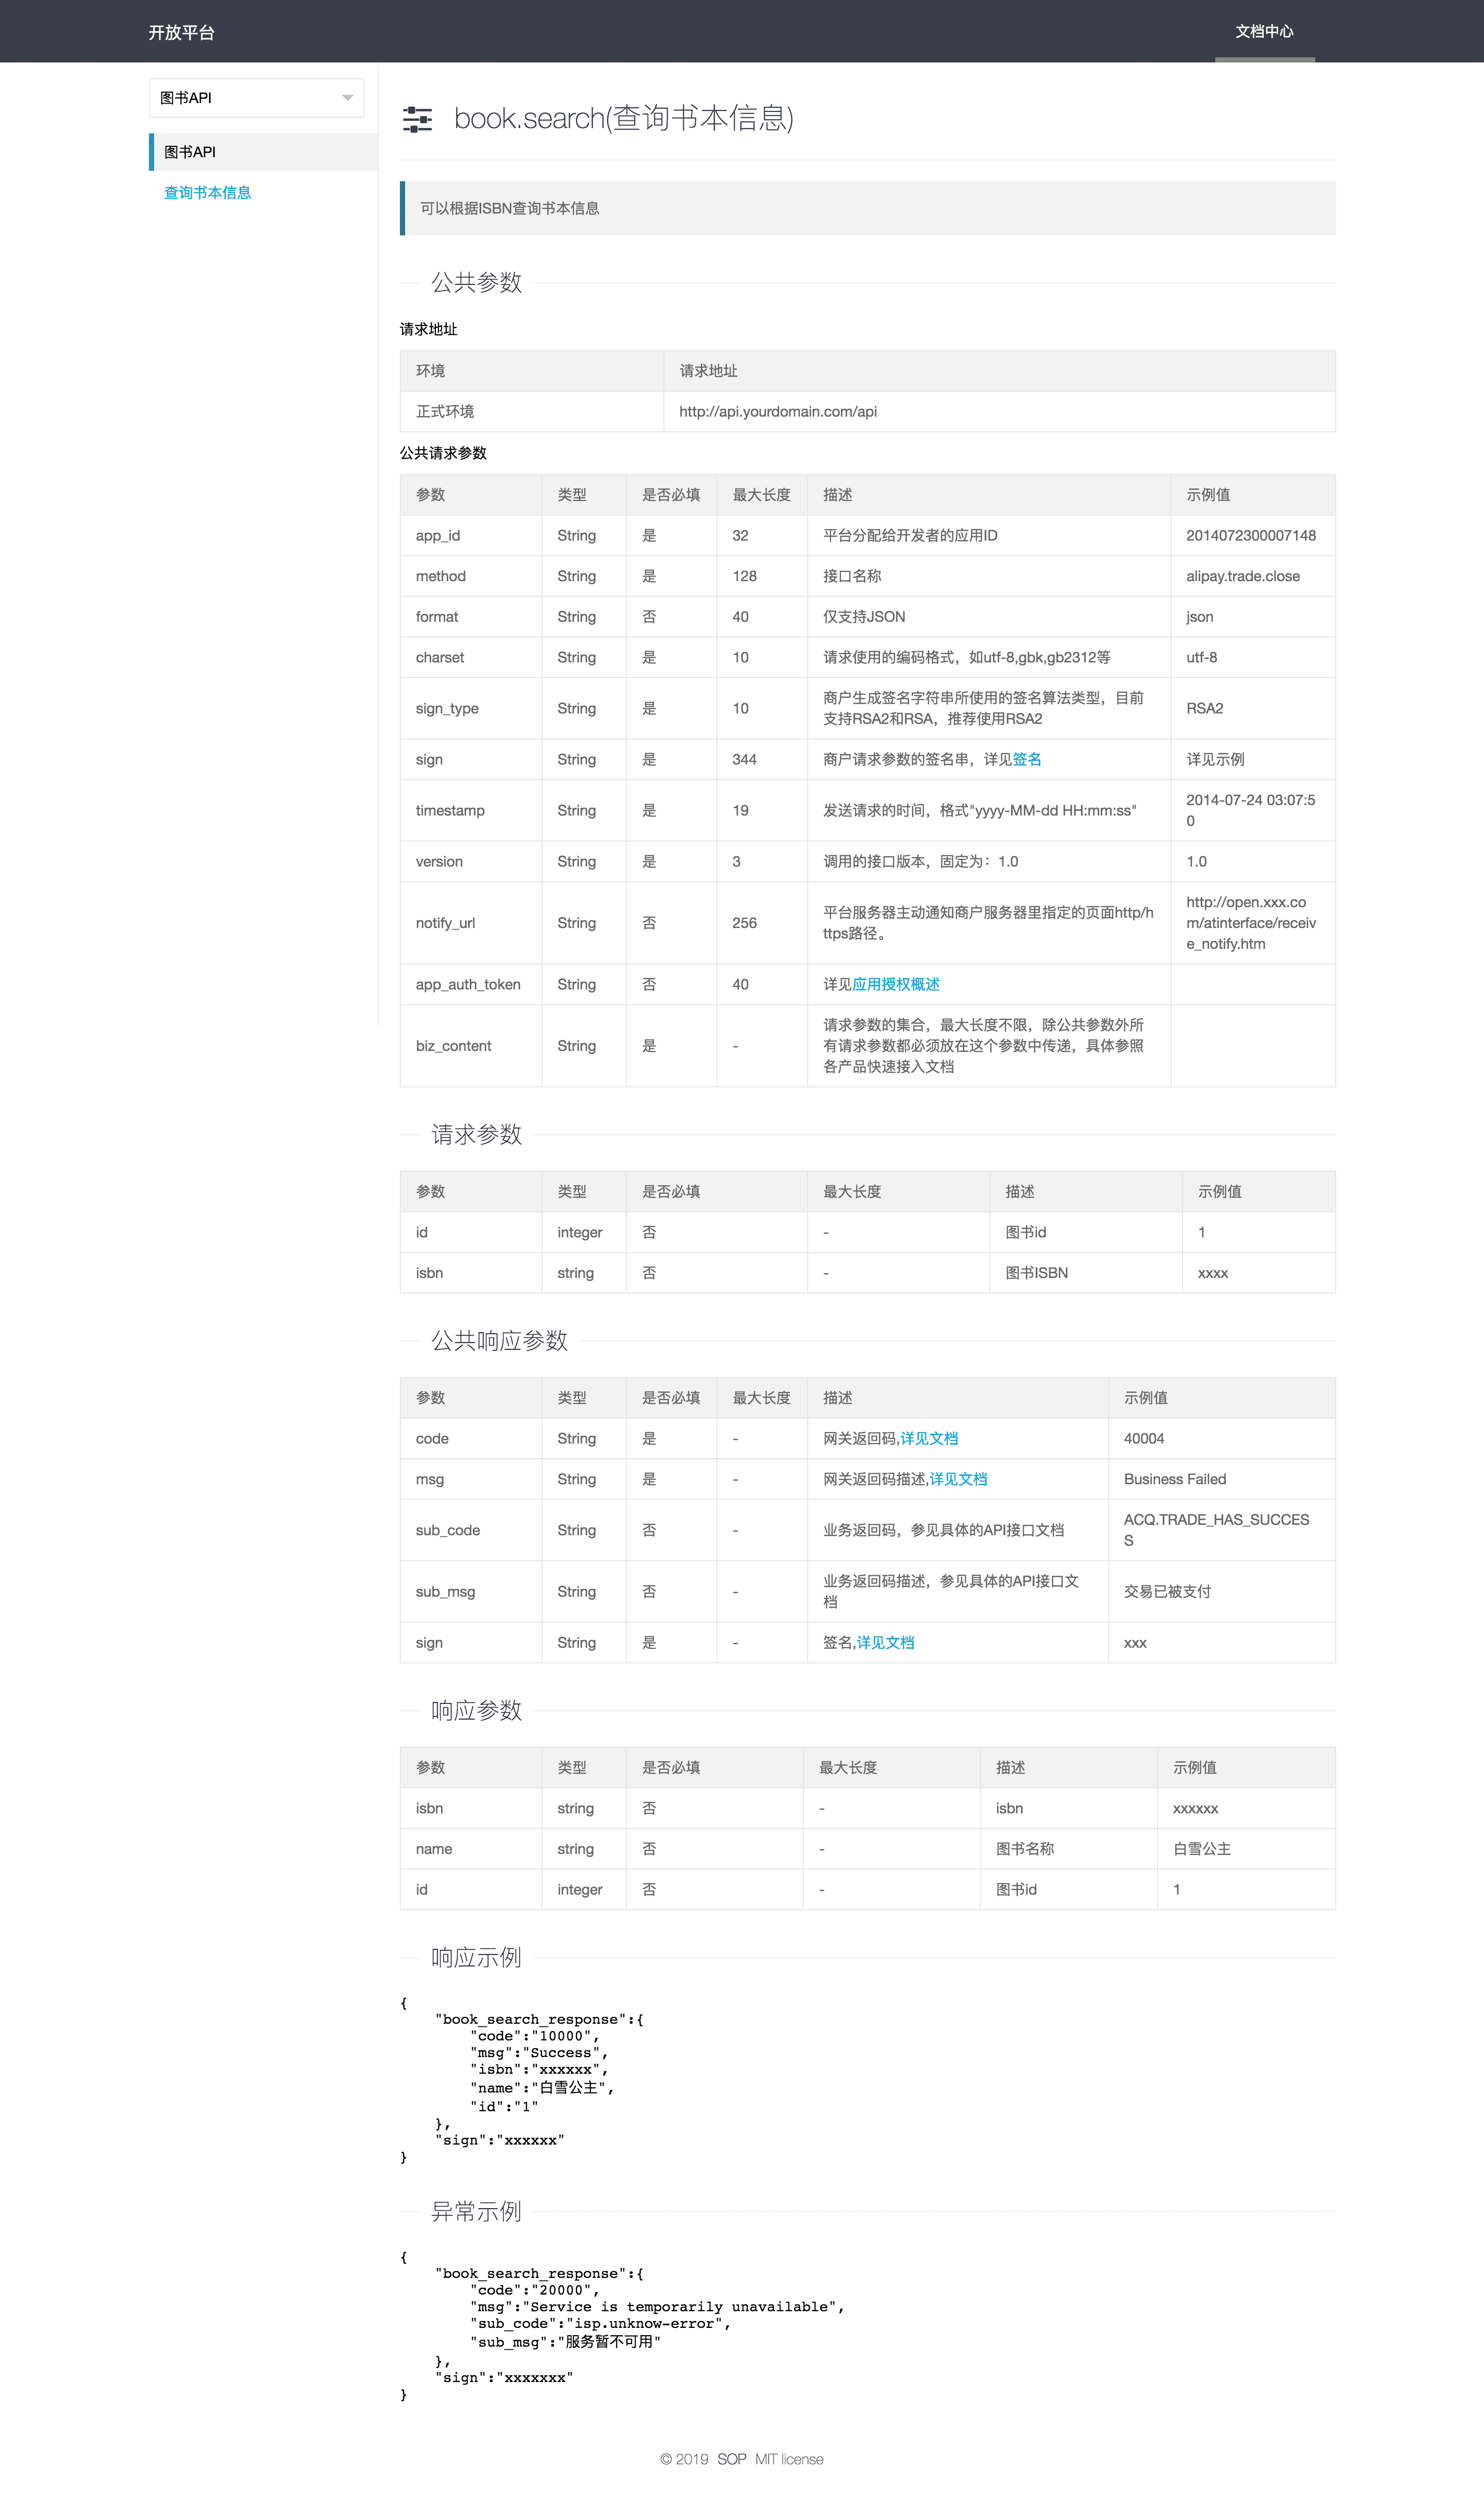 开放平台
文档中心
图书API
图书API
查询书本信息
book.search(查询书本信息)
可以根据ISBN查询书本信息
公共参数
请求地址
环境 请求地址
正式环境 http://api.yourdomain.com/api
公共请求参数
参数 类型 是否必填 最大长度 描述 示例值
app_id String 是 32 平台分配给开发者的应用ID 2014072300007148
method String 是 128 接口名称 alipay.trade.close
format String 否 40 仅支持JSON json
charset String 是 10 请求使用的编码格式，如utf-8,gbk,gb2312等 utf-8
sign_type String 是 10 商户生成签名字符串所使用的签名算法类型，目前
支持RSA2和RSA，推荐使用RSA2 RSA2
sign String 是 344 商户请求参数的签名串，详见签名 详见示例
timestamp String 是 19 发送请求的时间，格式"yyyy-MM-dd HH:mm:ss" 2014-07-24 03:07:5
0
version String 是 3 调用的接口版本，固定为：1.0 1.0
notify_url String 否 256 平台服务器主动通知商户服务器里指定的页面http/h
ttps路径。 http://open.xxx.co
m/atinterface/receiv
e_notify.htm
app_auth_token String 否 40 详见应用授权概述
biz_content String 是 - 请求参数的集合，最大长度不限，除公共参数外所
有请求参数都必须放在这个参数中传递，具体参照
各产品快速接入文档
请求参数
参数 类型 是否必填 最大长度 描述 示例值
id integer 否 - 图书id 1
isbn string 否 - 图书ISBN xxxx
公共响应参数
参数 类型 是否必填 最大长度 描述 示例值
code String 是 - 网关返回码,详见文档 40004
msg String 是 - 网关返回码描述,详见文档 Business Failed
sub_code String 否 - 业务返回码，参见具体的API接口文档 ACQ.TRADE_HAS_SUCCES
S
sub_msg String 否 - 业务返回码描述，参见具体的API接口文
档 交易已被支付
sign String 是 - 签名,详见文档 xxx
响应参数
参数 类型 是否必填 最大长度 描述 示例值
isbn string 否 - isbn xxxxxx
name string 否 - 图书名称 白雪公主
id integer 否 - 图书id 1
响应示例
{
"book_search_response":{
"code":"10000",
"msg":"Success",
"isbn":"xxxxxx",
"name":"白雪公主",
"id":"1"
},
"sign":"xxxxxx"
}
异常示例
{
"book_search_response":{
"code":"20000",
"msg":"Service is temporarily unavailable",
"sub_code":"isp.unknow-error",
"sub_msg":"服务暂不可用"
},
"sign":"xxxxxxx"
}
© 2019 SOP MIT license